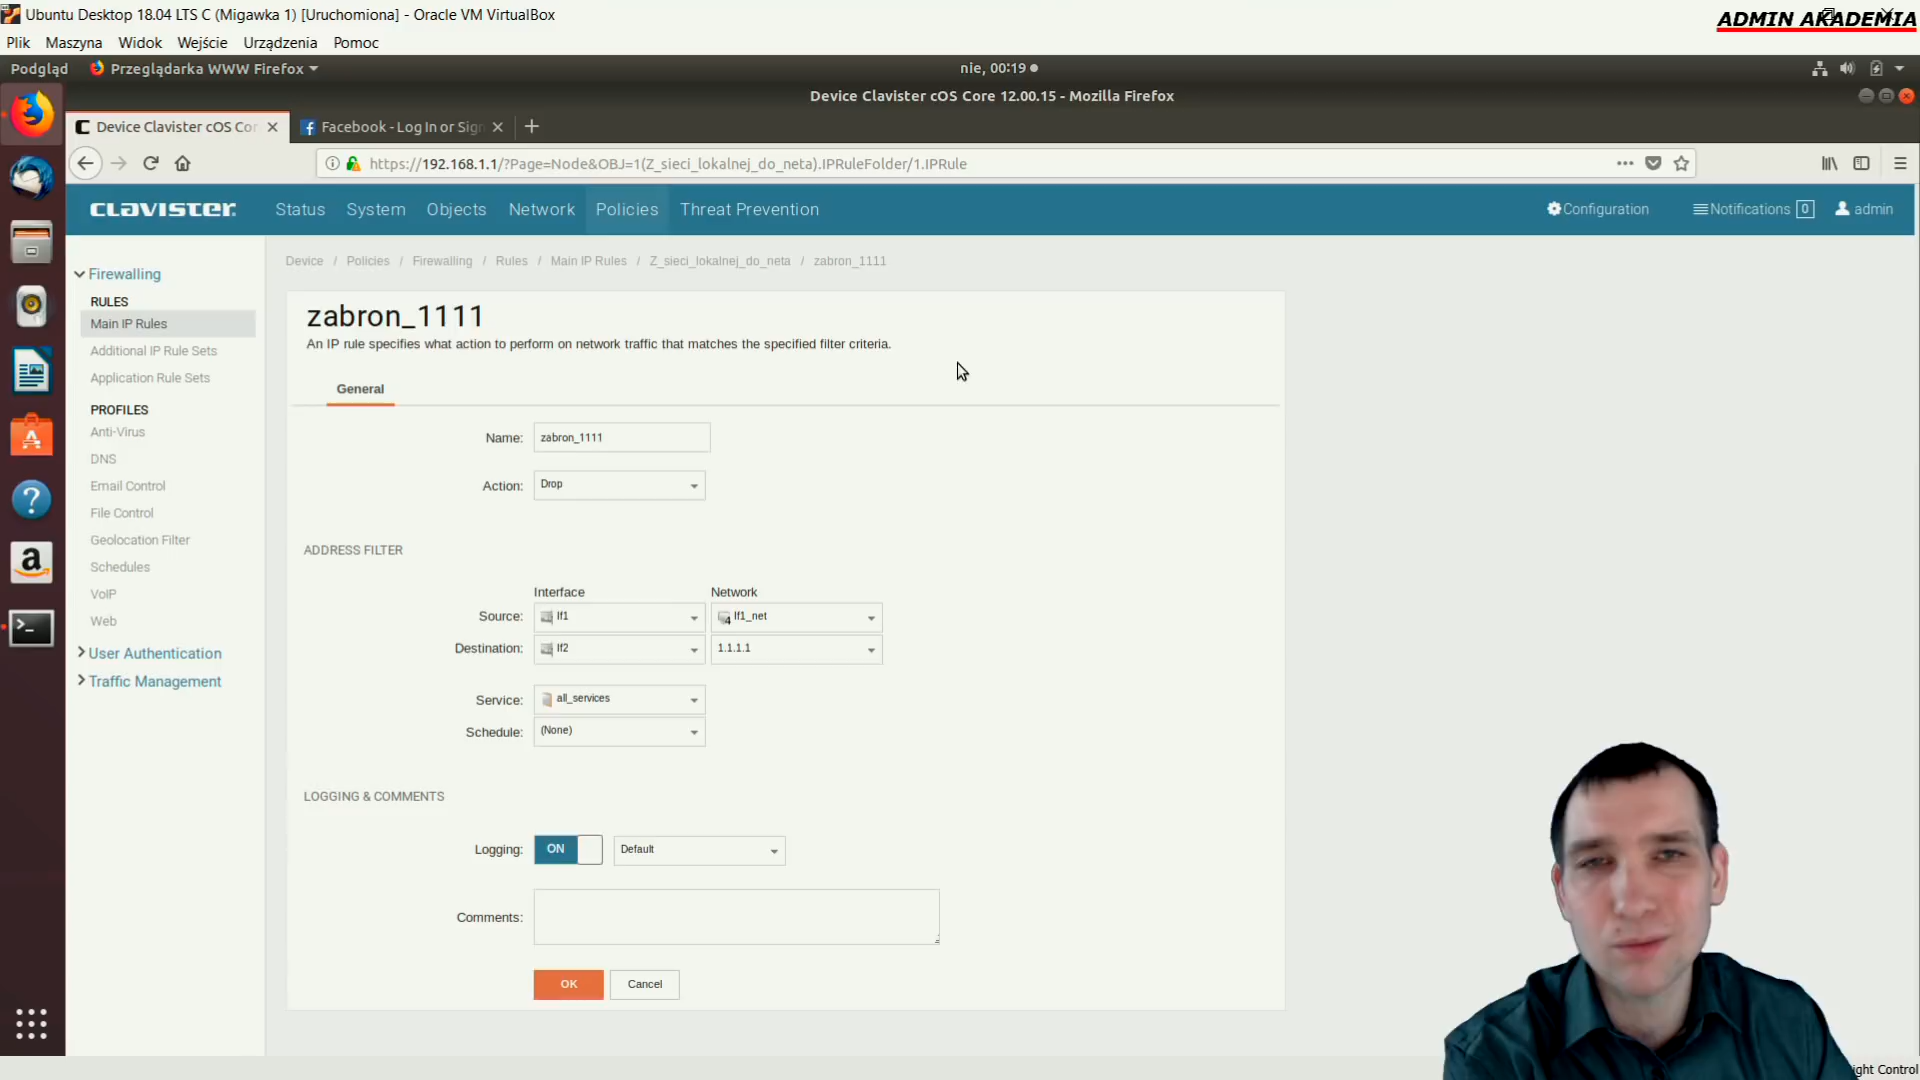 Ubuntu Desktop 18.04 LTS C (Migawka 1) [Uruchomiona] - Oracle VM VirtualBox
ADMIN AKADEMIA
Plik Maszyna Widok Wejście Urządzenia Pomoc
Podgląd Przeglądarka WWW Firefox nie, 00:19
Device Clavister cOS Core 12.00.15 - Mozilla Firefox
Device Clavister cOS Cor Facebook - Log In or Sig
https://192.168.1.1/?Page=Node&OBJ=1(Z_sieci_lokalnej_do_neta).IPRuleFolder/1.IPRule
CLAVISTER Status System Objects Network Policies Threat Prevention Configuration Notifications 0 admin
Device / Policies / Firewalling / Rules / Main IP Rules / Z_sieci_lokalnej_do_neta / zabron_1111
Firewalling
RULES
Main IP Rules
Additional IP Rule Sets
Application Rule Sets
PROFILES
Anti-Virus
DNS
Email Control
File Control
Geolocation Filter
Schedules
VoIP
Web
User Authentication
Traffic Management
zabron_1111
An IP rule specifies what action to perform on network traffic that matches the specified filter criteria.
General
Name: zabron_1111
Action: Drop
ADDRESS FILTER
Interface Network
Source: If1 If1_net
Destination: If2 1.1.1.1
Service: all_services
Schedule: (None)
LOGGING & COMMENTS
Logging: ON Default
Comments:
OK Cancel
ight Control